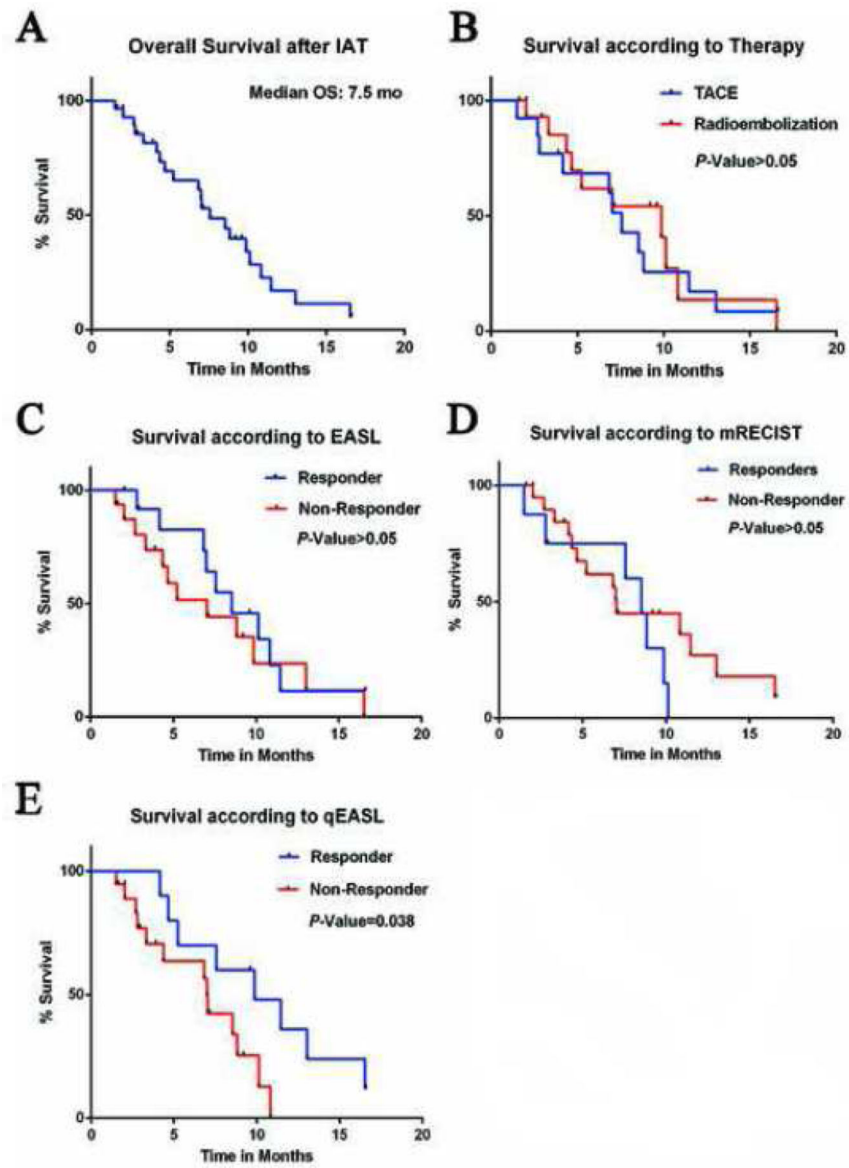 A
Overall Survival after IAT
Median OS: 7.5 mo
% Survival
100
50
0
0 5 10 15 20
Time in Months
B
Survival according to Therapy
TACE
Radioembolization
P-Value>0.05
% Survival
100
50
0
0 5 10 15 20
Time in Months
C
Survival according to EASL
Responder
Non-Responder
P-Value>0.05
% Survival
100
50
0
0 5 10 15 20
Time in Months
D
Survival according to mRECIST
Responders
Non-Responder
P-Value>0.05
% Survival
100
50
0
0 5 10 15 20
Time in Months
E
Survival according to qEASL
Responder
Non-Responder
P-Value=0.038
% Survival
100
50
0
0 5 10 15 20
Time in Months